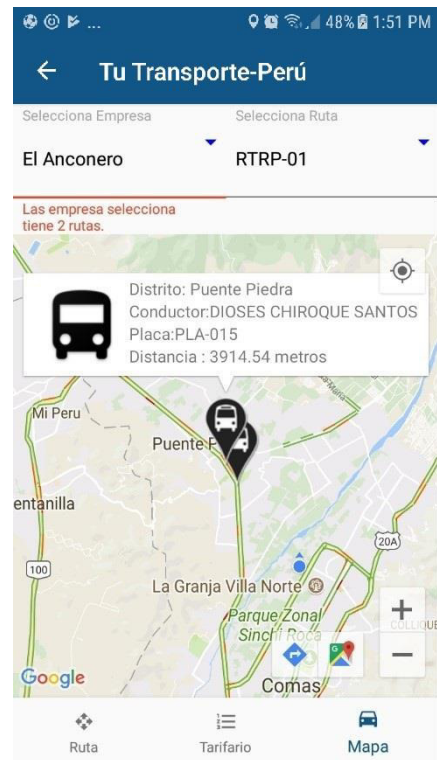 ... 48% 1:51 PM
Tu Transporte-Perú
Selecciona Empresa Selecciona Ruta
El Anconero RTRP-01
Las empresa selecciona
tiene 2 rutas.
Distrito: Puente Piedra
Conductor:DIOSES CHIROQUE SANTOS
Placa:PLA-015
Distancia : 3914.54 metros
Mi Peru
Puente P
entanilla
20A
100
La Granja Villa Norte
Parque Zonal
Sinchi Roca
COLLIQUE
+
−
Google
Comas
Ruta Tarifario Mapa